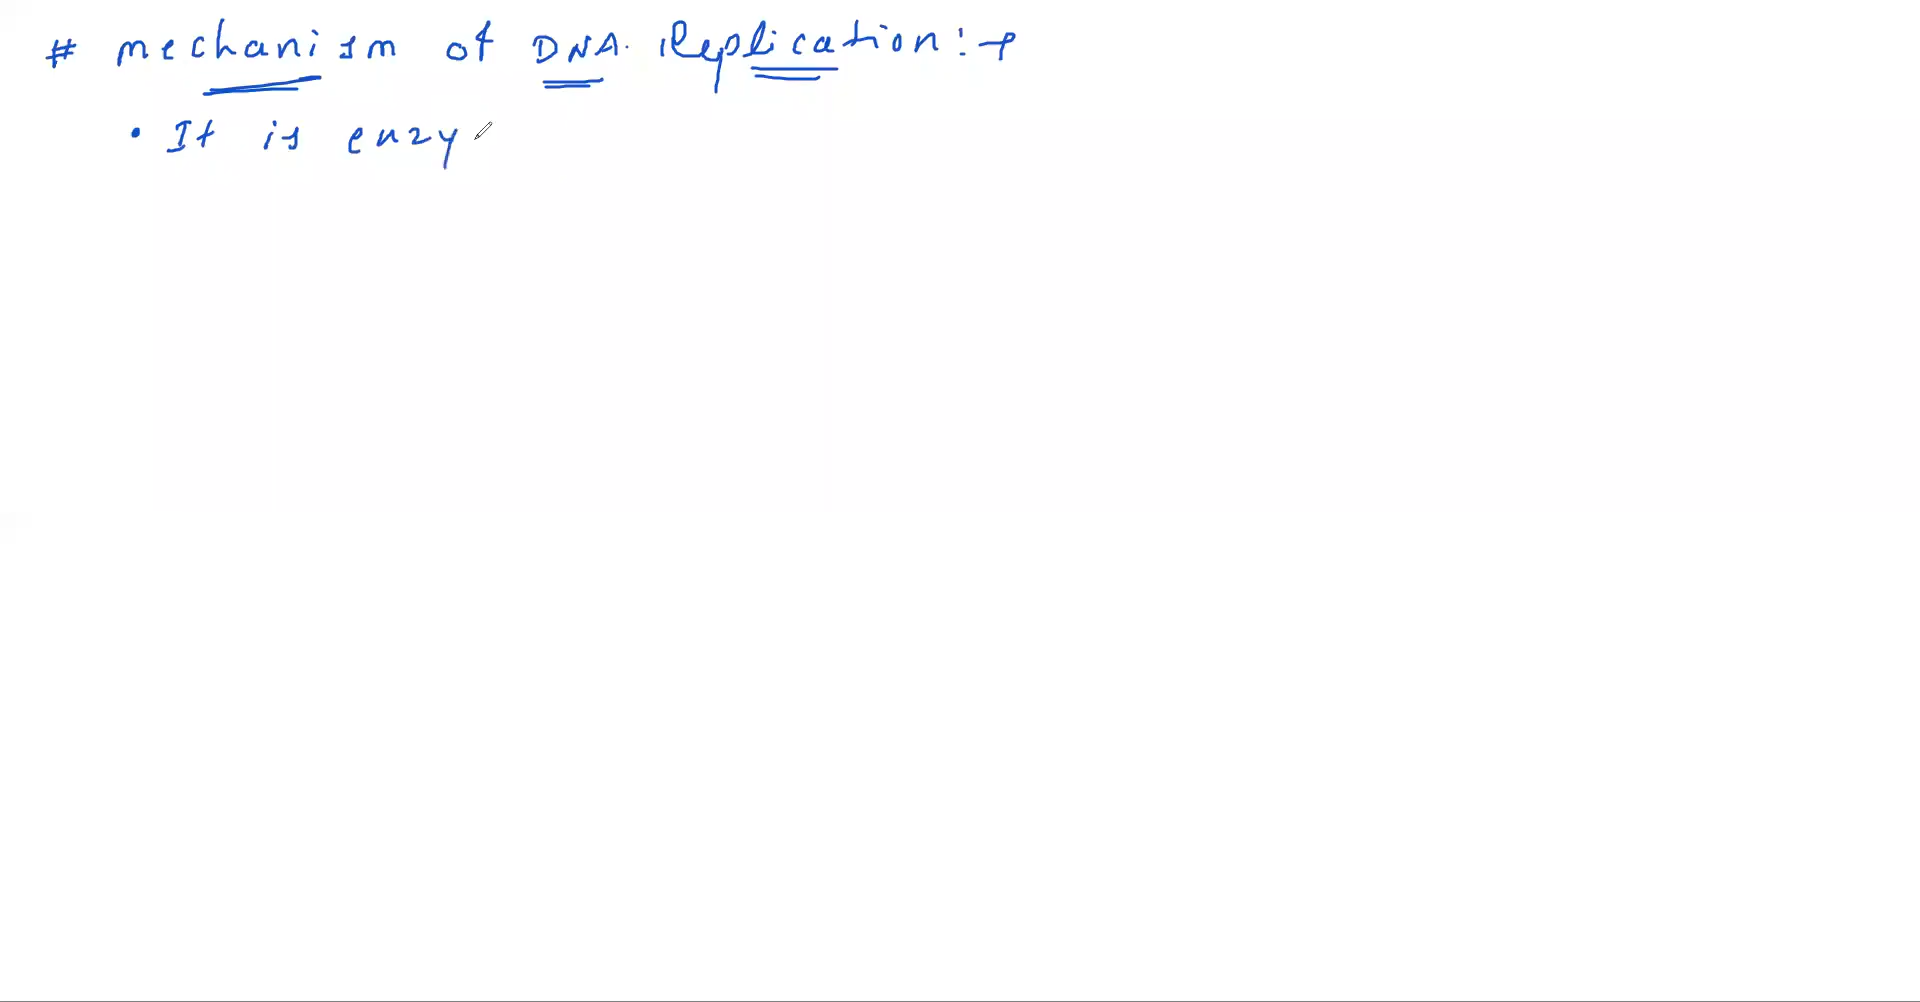 # mechanism of DNA Replication :→
• It is enzy